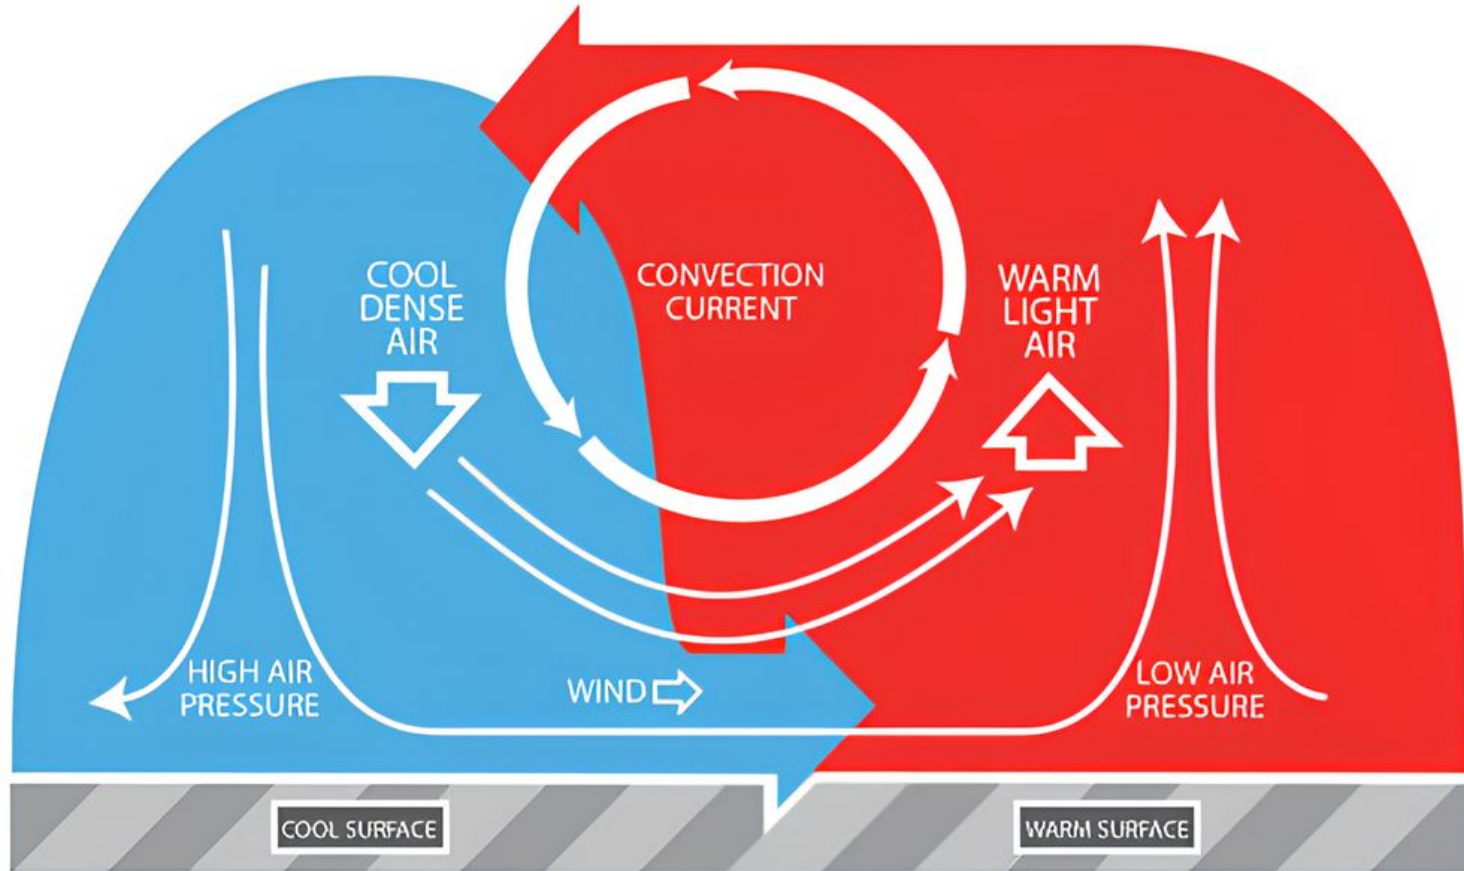 COOL
DENSE
AIR
CONVECTION
CURRENT
WARM
LIGHT
AIR
HIGH AIR
PRESSURE
WIND
LOW AIR
PRESSURE
COOL SURFACE
WARM SURFACE